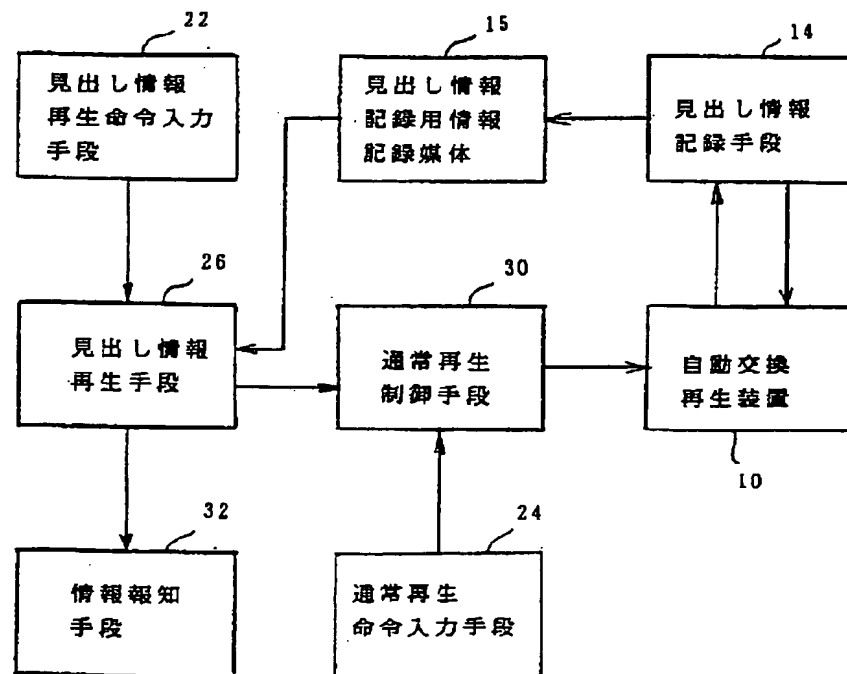 22
見出し情報
再生命令入力
手段
15
見出し情報
記録用情報
記録媒体
14
見出し情報
記録手段
26
見出し情報
再生手段
30
通常再生
制御手段
自動交換
再生装置
10
32
情報報知
手段
24
通常再生
命令入力手段